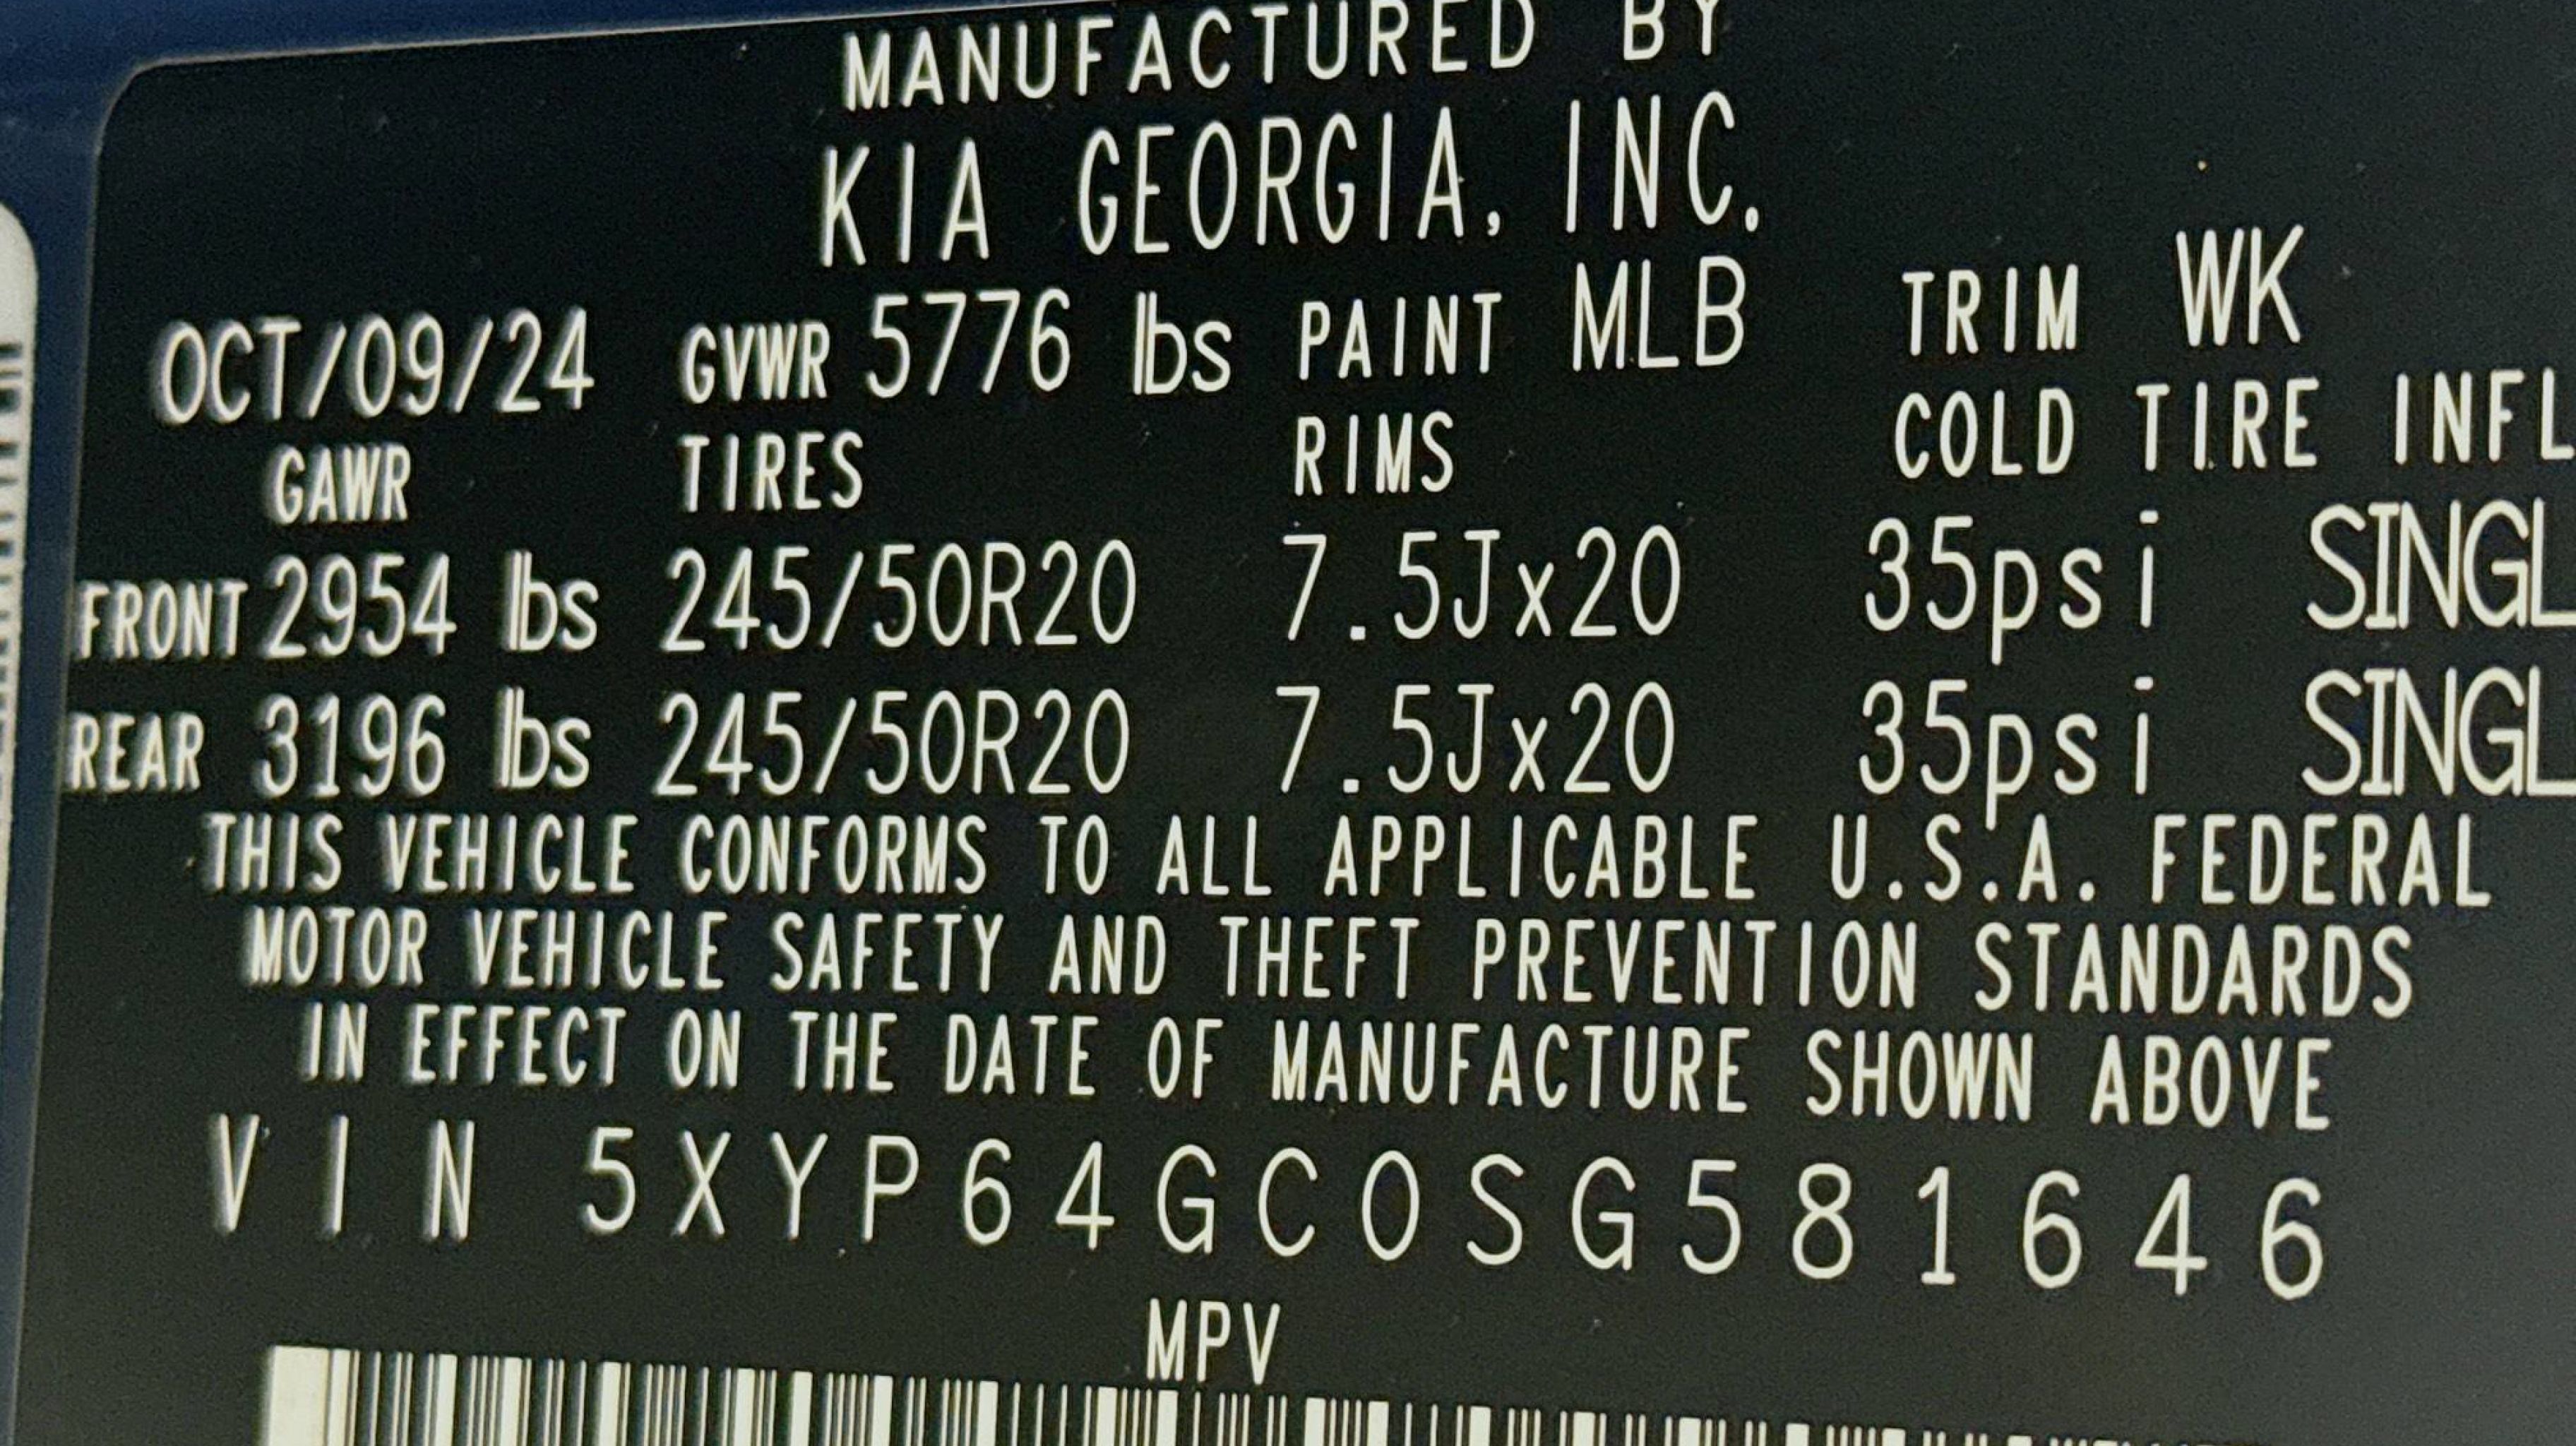 MANUFACTURED BY
KIA GEORGIA, INC.
OCT/09/24 GVWR 5776 lbs PAINT MLB TRIM WK
GAWR TIRES RIMS COLD TIRE INFL
FRONT 2954 lbs 245/50R20 7.5Jx20 35psi SINGL
REAR 3196 lbs 245/50R20 7.5Jx20 35psi SINGL
THIS VEHICLE CONFORMS TO ALL APPLICABLE U.S.A. FEDERAL
MOTOR VEHICLE SAFETY AND THEFT PREVENTION STANDARDS
IN EFFECT ON THE DATE OF MANUFACTURE SHOWN ABOVE
VIN 5XYP64GC0SG581646
MPV